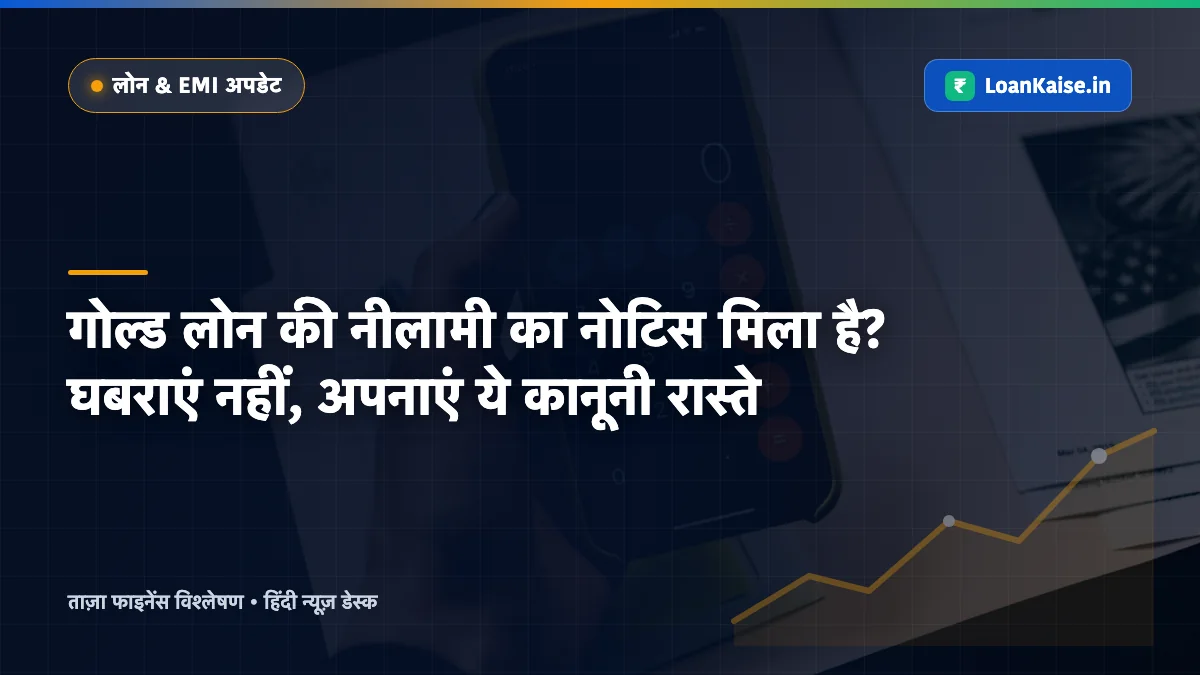 लोन & EMI अपडेट
₹ LoanKaise.in
गोल्ड लोन की नीलामी का नोटिस मिला है?
घबराएं नहीं, अपनाएं ये कानूनी रास्ते
ताज़ा फाइनेंस विश्लेषण • हिंदी न्यूज़ डेस्क